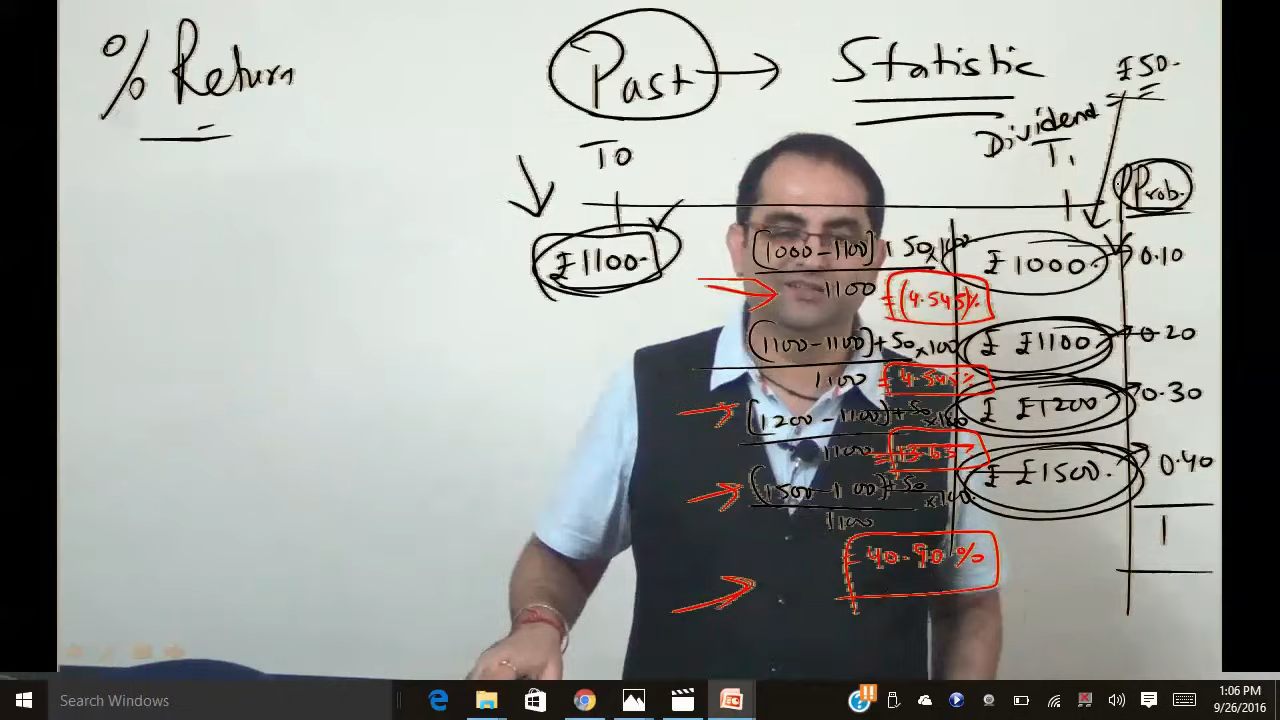 % Return
Past → Statistic
₤50.
Dividend =
T0
T1
Prob.
₤1100.
[1000-1100] + 50 x100
1100
= (4.545)%
₤1000.
0.10
(1100-1100) + 50 x100
1100
= 4.545%
₤ ₤1100
0.20
[1200-1100] + 50 x100
1100
= 13.63%
₤ ₤1200
0.30
(1500-1100) + 50 x100
1100
= 40.90%
₤ ₤1500.
0.40
1
Search Windows
1:06 PM
9/26/2016